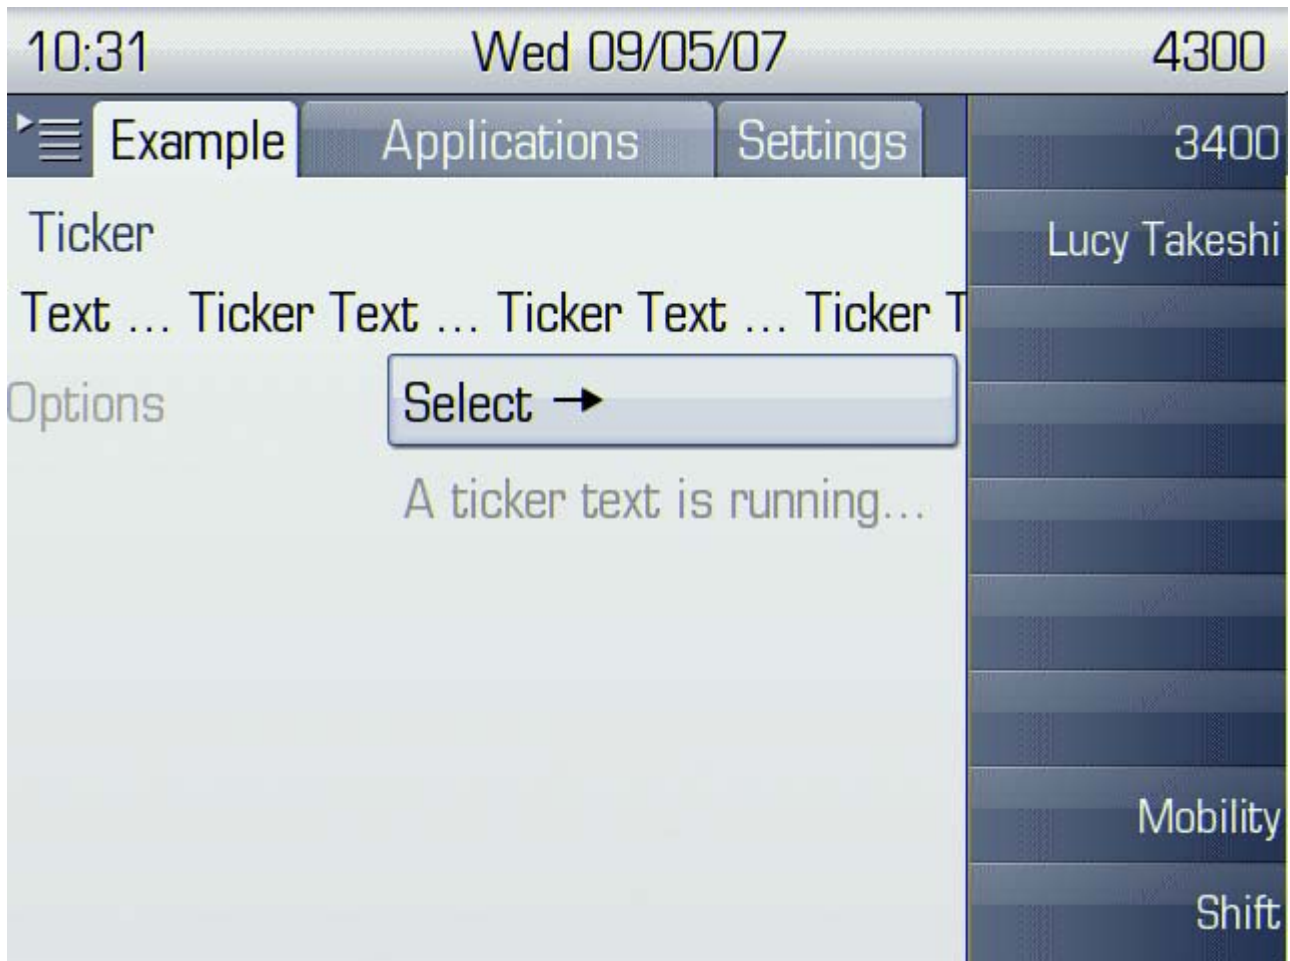 10:31 Wed 09/05/07 4300
Example Applications Settings 3400
Ticker
Lucy Takeshi
Text ... Ticker Text ... Ticker Text ... Ticker T
Options Select →
A ticker text is running...
Mobility
Shift